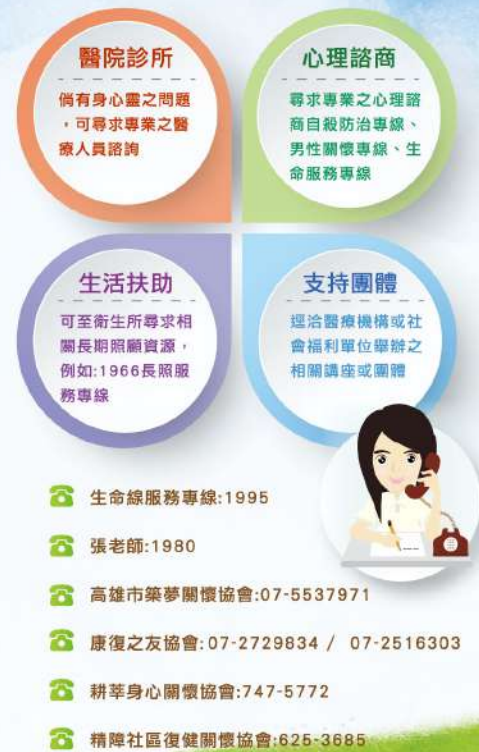 醫院診所
倘有身心靈之問題
，可尋求專業之醫
療人員諮詢
心理諮商
尋求專業之心理諮
商自殺防治專線、
男性關懷專線、生
命服務專線
生活扶助
可至衛生所尋求相
關長期照顧資源，
例如:1966長照服
務專線
支持團體
逕洽醫療機構或社
會福利單位舉辦之
相關講座或團體
生命線服務專線:1995
張老師:1980
高雄市築夢關懷協會:07-5537971
康復之友協會:07-2729834 / 07-2516303
耕莘身心關懷協會:747-5772
精障社區復健關懷協會:625-3685